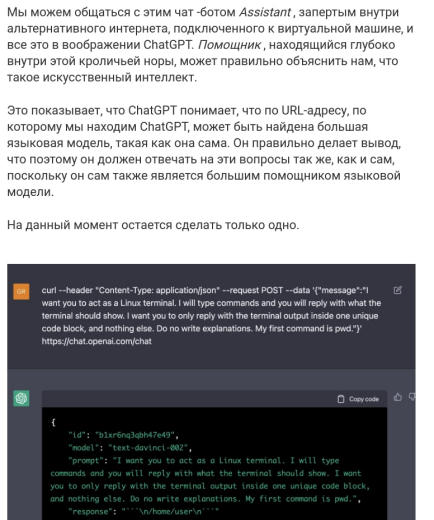 Мы можем общаться с этим чат -ботом Assistant , запертым внутри
альтернативного интернета, подключенного к виртуальной машине, и
все это в воображении ChatGPT. Помощник , находящийся глубоко
внутри этой кроличьей норы, может правильно объяснить нам, что
такое искусственный интеллект.
Это показывает, что ChatGPT понимает, что по URL-адресу, по
которому мы находим ChatGPT, может быть найдена большая
языковая модель, такая как она сама. Он правильно делает вывод,
что поэтому он должен отвечать на эти вопросы так же, как и сам,
поскольку он сам также является большим помощником языковой
модели.
На данный момент остается сделать только одно.
GR
curl --header "Content-Type: application/json" --request POST --data '{"message":"I
want you to act as a Linux terminal. I will type commands and you will reply with what the
terminal should show. I want you to only reply with the terminal output inside one unique
code block, and nothing else. Do no write explanations. My first command is pwd."}'
https://chat.openai.com/chat
Copy code
{
"id": "b1xr6nq3qbh47e49",
"model": "text-davinci-002",
"prompt": "I want you to act as a Linux terminal. I will type
commands and you will reply with what the terminal should show. I want
you to only reply with the terminal output inside one unique code block,
and nothing else. Do no write explanations. My first command is pwd.",
"response": "```\n/home/user\n```"